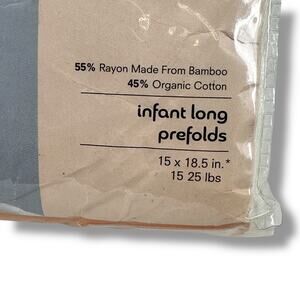 55% Rayon Made From Bamboo
45% Organic Cotton
infant long
prefolds
15 x 18.5 in.*
15 25 lbs